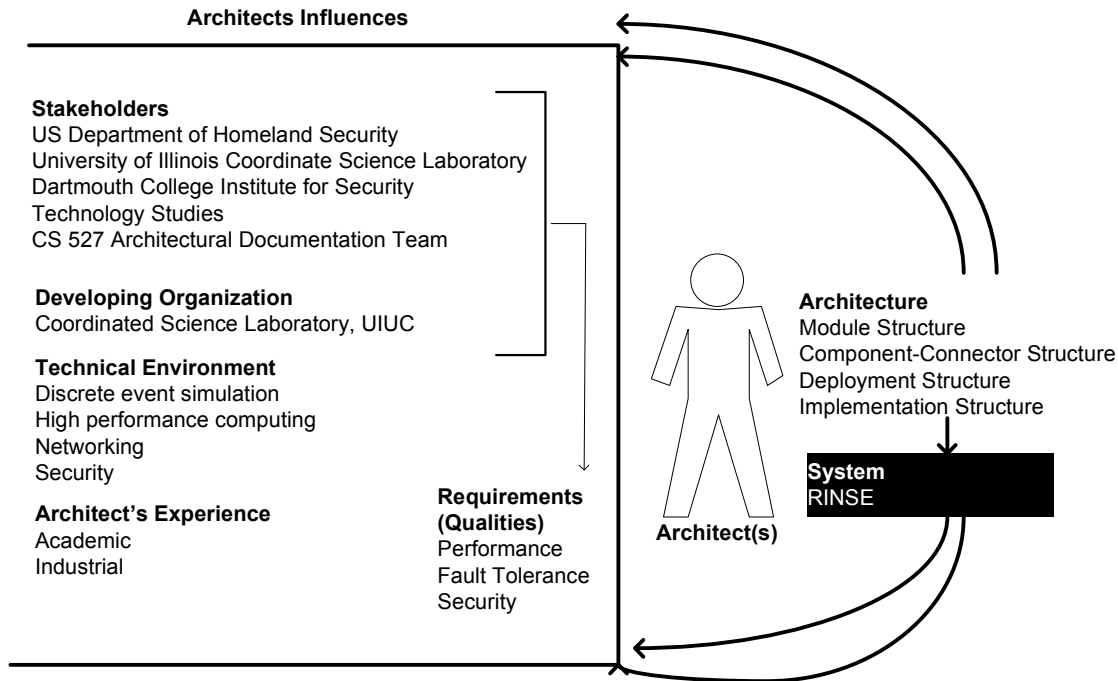 Architects Influences
Stakeholders
US Department of Homeland Security
University of Illinois Coordinate Science Laboratory
Dartmouth College Institute for Security
Technology Studies
CS 527 Architectural Documentation Team
Developing Organization
Coordinated Science Laboratory, UIUC
Technical Environment
Discrete event simulation
High performance computing
Networking
Security
Architect's Experience
Academic
Industrial
Requirements
(Qualities)
Performance
Fault Tolerance
Security
Architect(s)
Architecture
Module Structure
Component-Connector Structure
Deployment Structure
Implementation Structure
System
RINSE